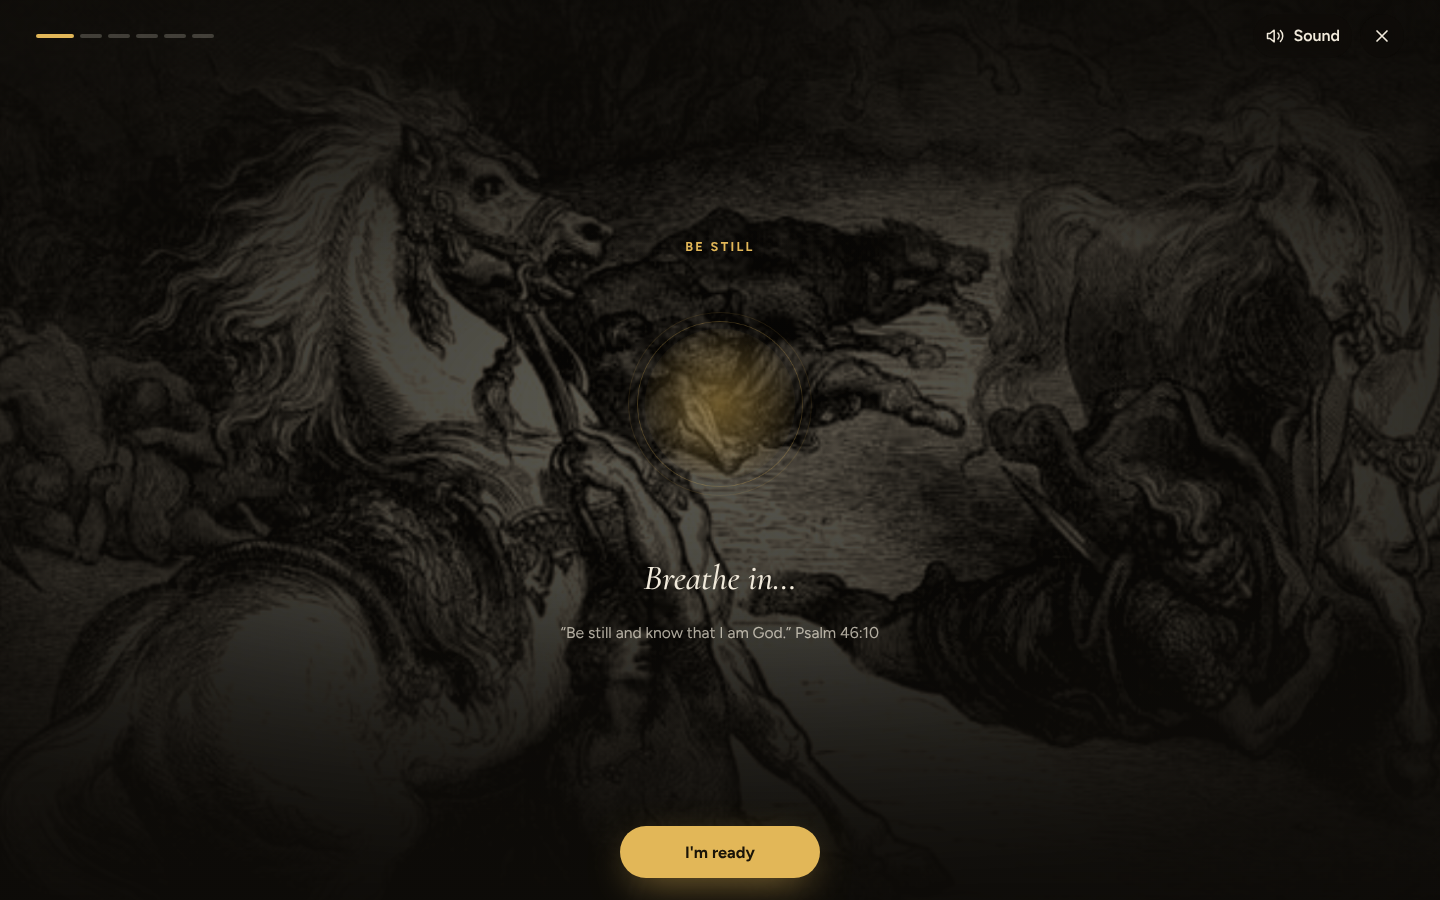 Sound
BE STILL
Breathe in...
“Be still and know that I am God.” Psalm 46:10
I'm ready